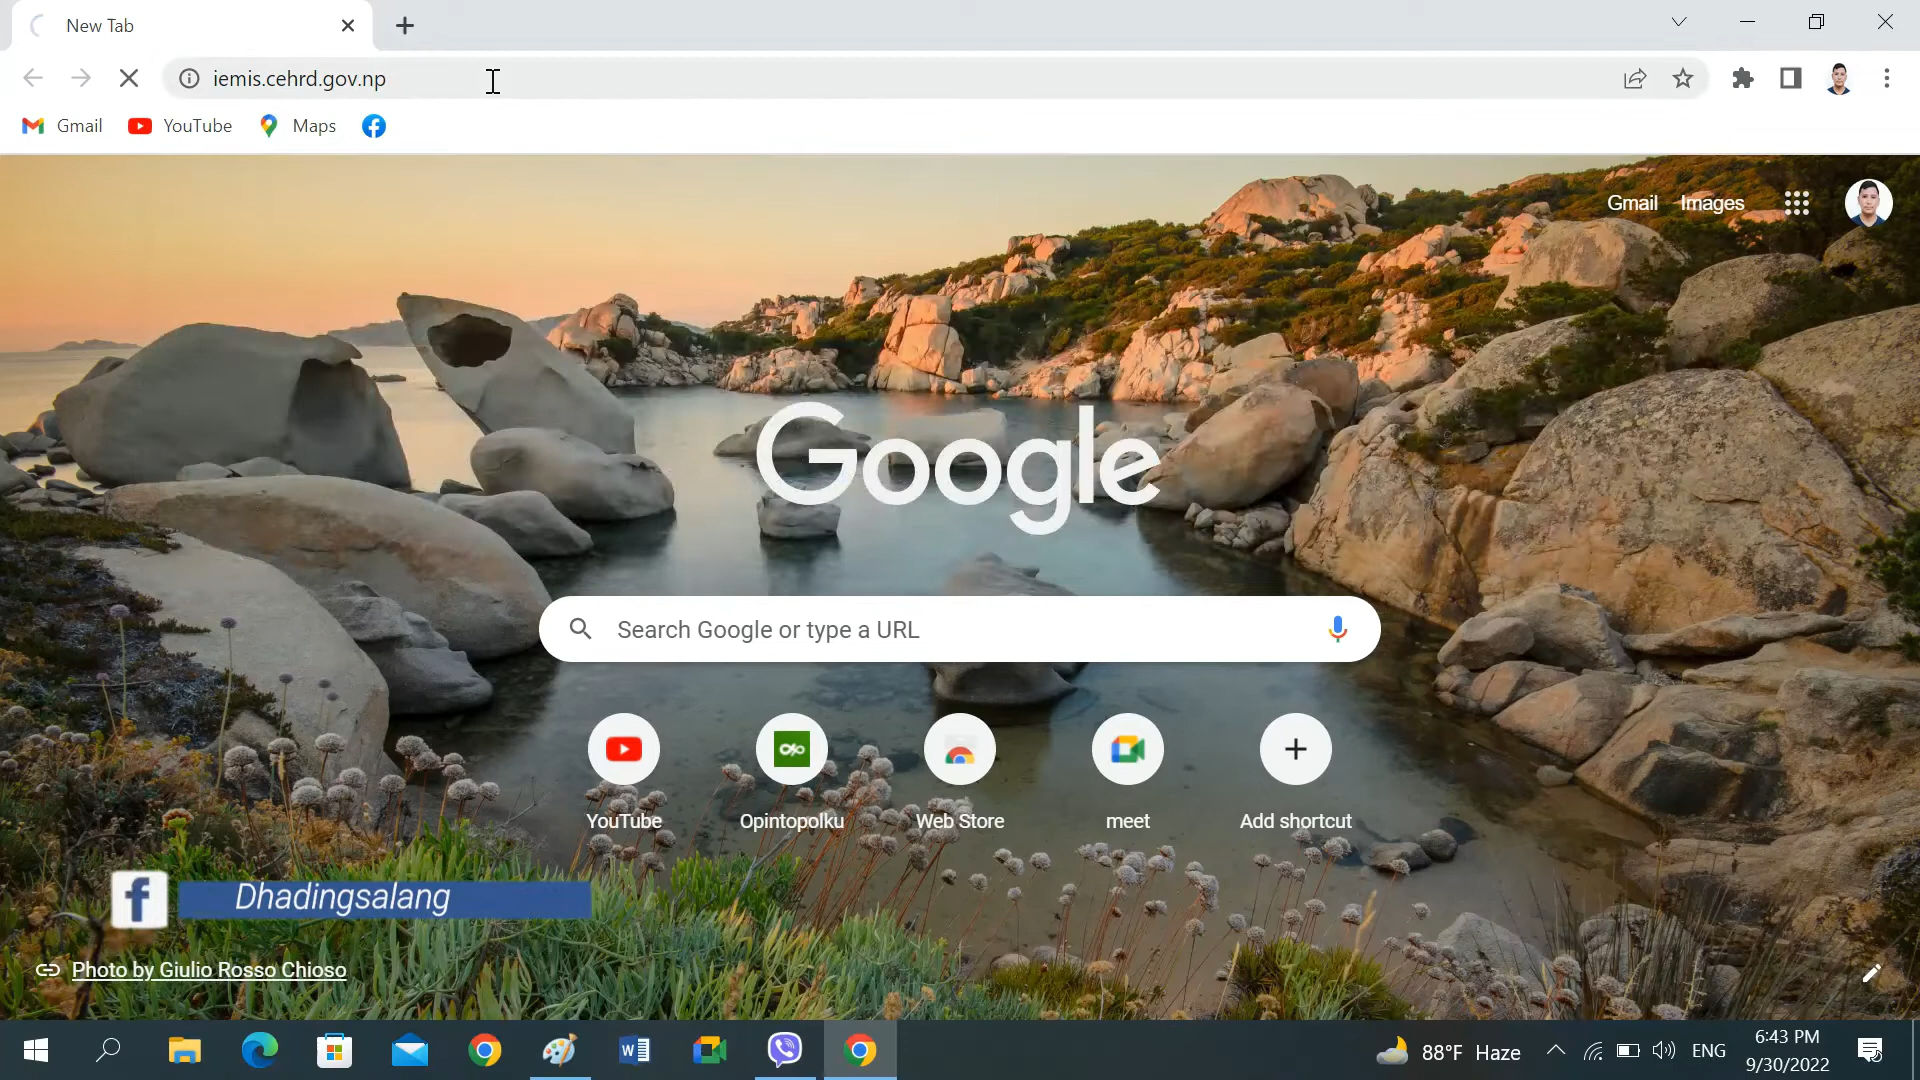 New Tab
iemis.cehrd.gov.np
Gmail YouTube Maps
Gmail Images
Google
Search Google or type a URL
YouTube Opintopolku Web Store meet Add shortcut
Dhadingsalang
Photo by Giulio Rosso Chioso
88°F Haze ENG 6:43 PM
9/30/2022